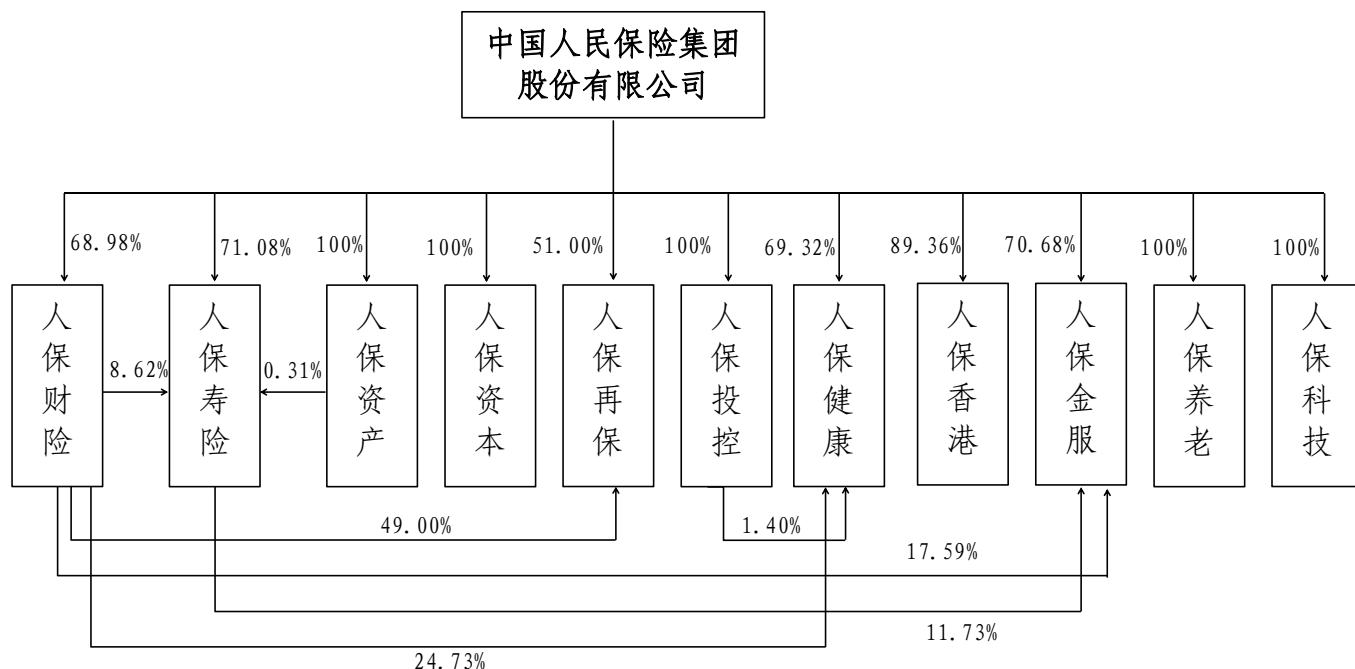 中国人民保险集团
股份有限公司
68.98%
71.08%
100%
100%
51.00%
100%
69.32%
89.36%
70.68%
100%
100%
人保财险
8.62%
人保寿险
0.31%
人保资产
人保资本
人保再保
人保投控
人保健康
人保香港
人保金服
人保养老
人保科技
49.00%
1.40%
17.59%
11.73%
24.73%